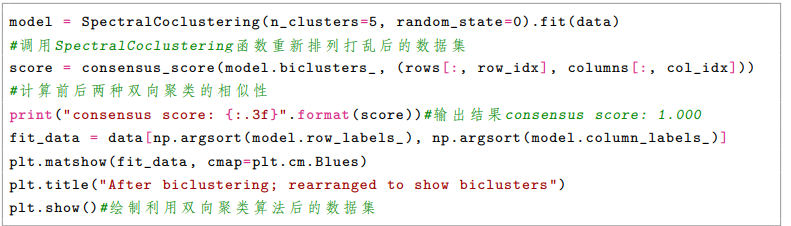 model = SpectralCoclustering(n_clusters=5, random_state=0).fit(data)
#调用SpectralCoclustering函数重新排列打乱后的数据集
score = consensus_score(model.biclusters_, (rows[:, row_idx], columns[:, col_idx]))
#计算前后两种双向聚类的相似性
print("consensus score: {:.3f}".format(score))#输出结果consensus score: 1.000
fit_data = data[np.argsort(model.row_labels_), np.argsort(model.column_labels_)]
plt.matshow(fit_data, cmap=plt.cm.Blues)
plt.title("After biclustering; rearranged to show biclusters")
plt.show()#绘制利用双向聚类算法后的数据集